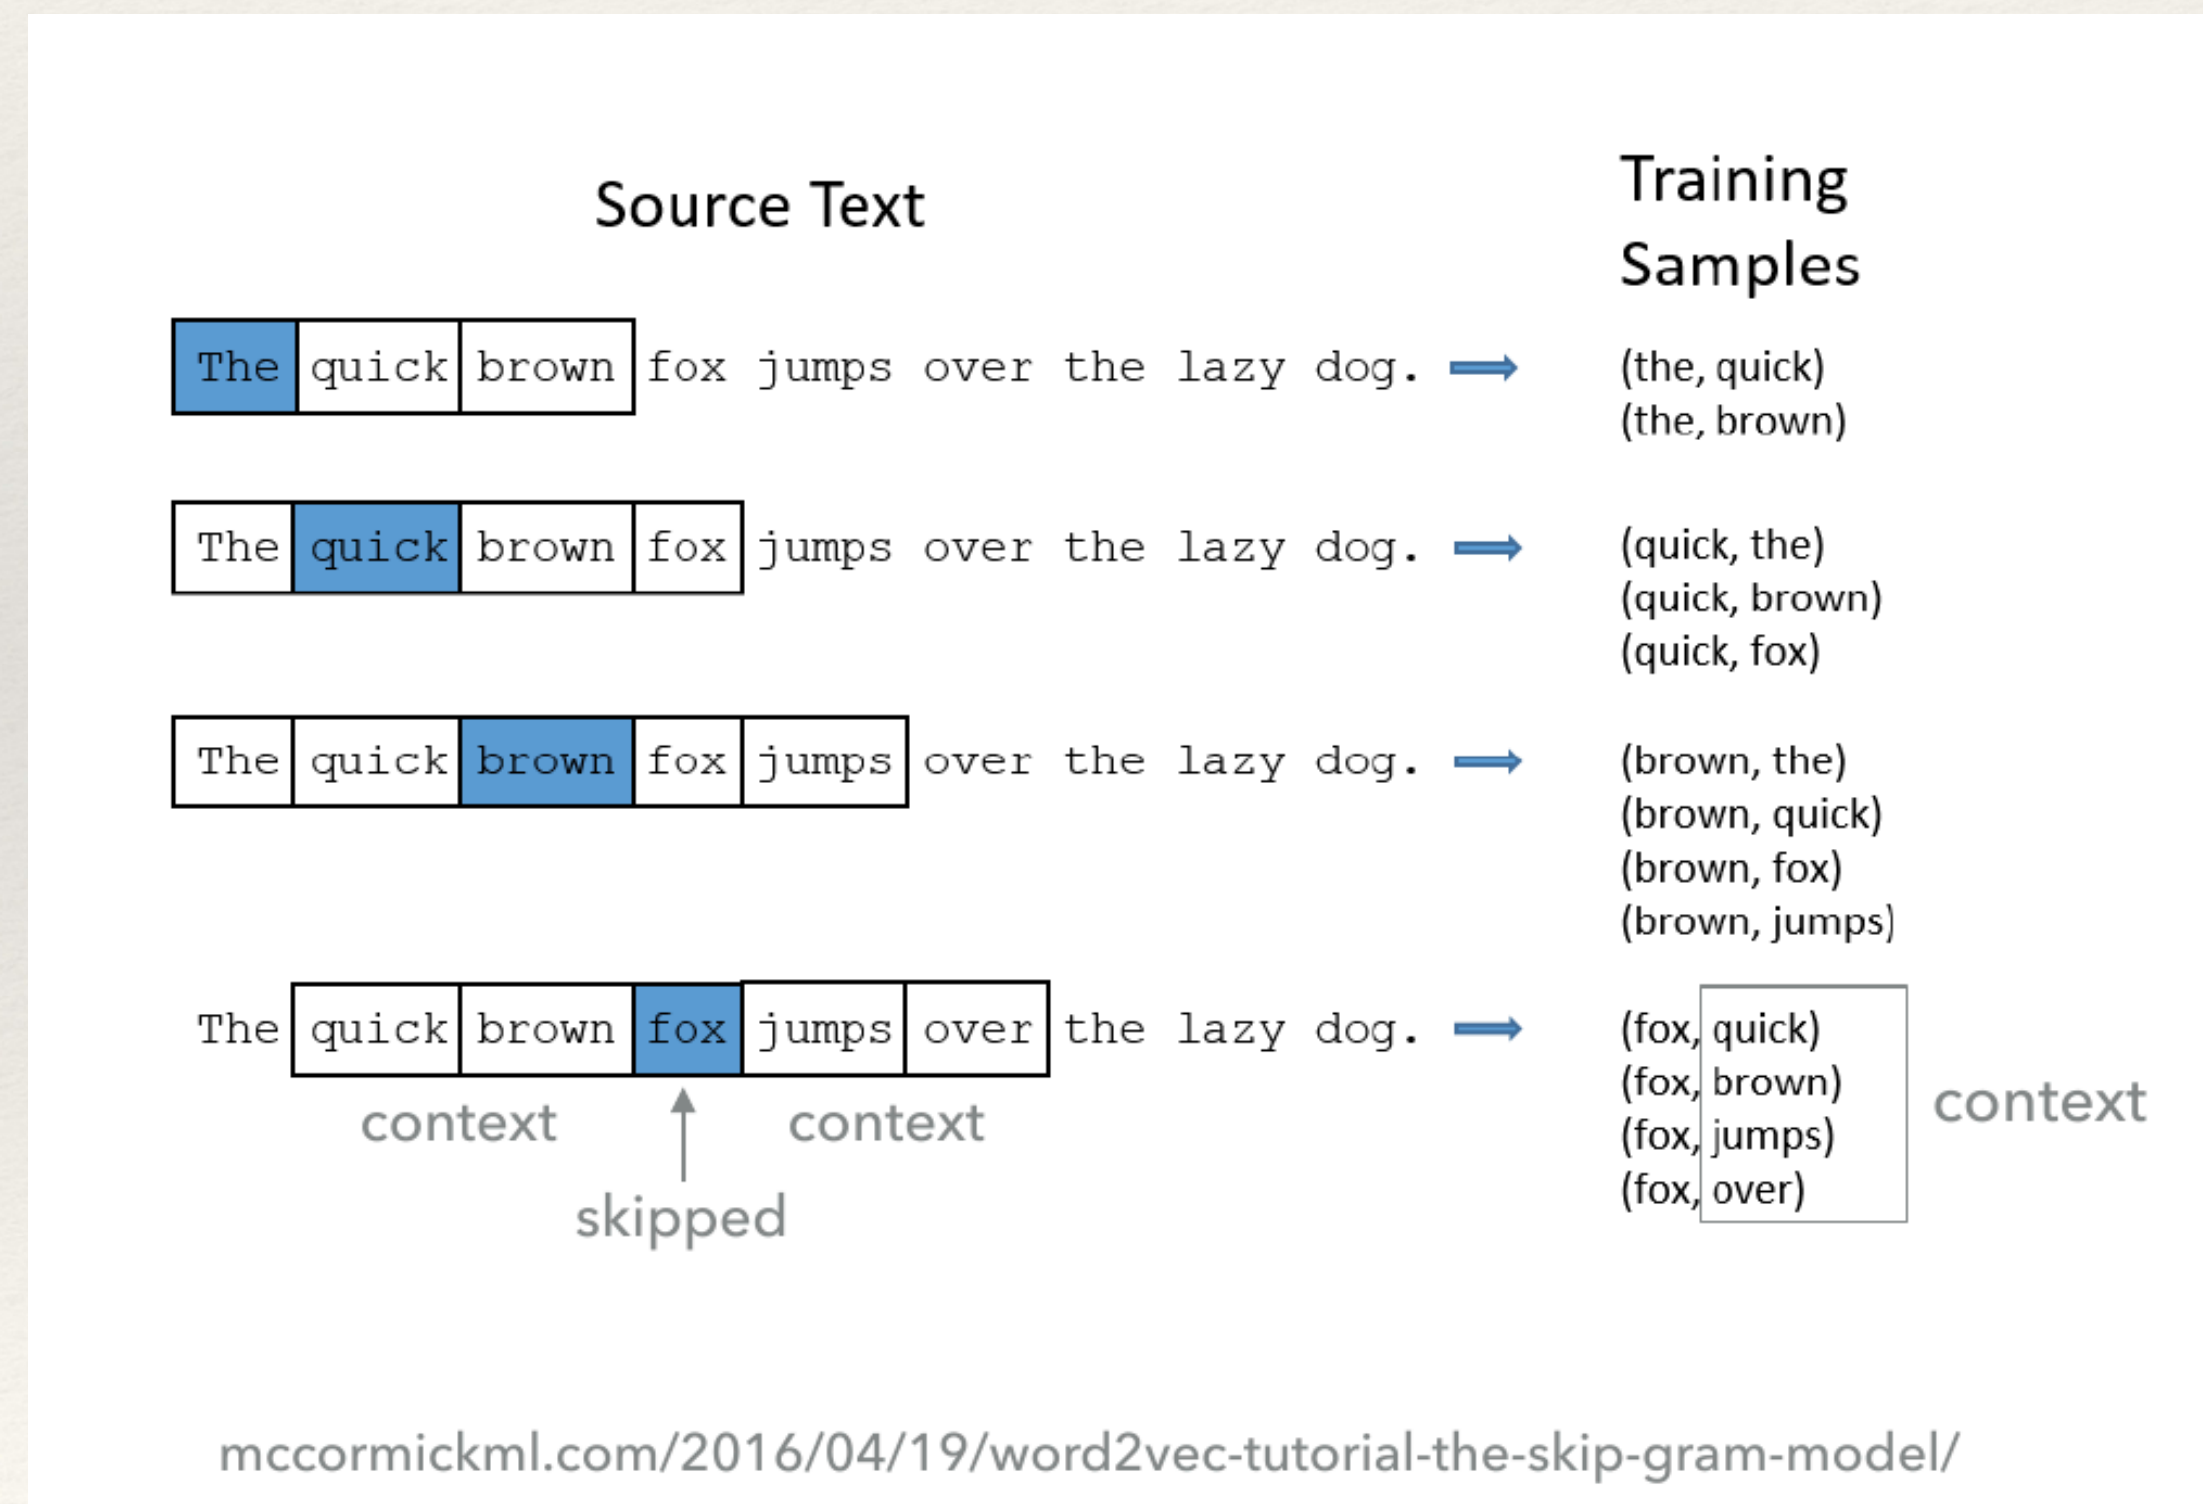 Source Text
Training
Samples
The quick brown fox jumps over the lazy dog.
(the, quick)
(the, brown)
The quick brown fox jumps over the lazy dog.
(quick, the)
(quick, brown)
(quick, fox)
The quick brown fox jumps over the lazy dog.
(brown, the)
(brown, quick)
(brown, fox)
(brown, jumps)
The quick brown fox jumps over the lazy dog.
(fox, quick)
(fox, brown)
(fox, jumps)
(fox, over)
context
context
context
skipped
mccormickml.com/2016/04/19/word2vec-tutorial-the-skip-gram-model/